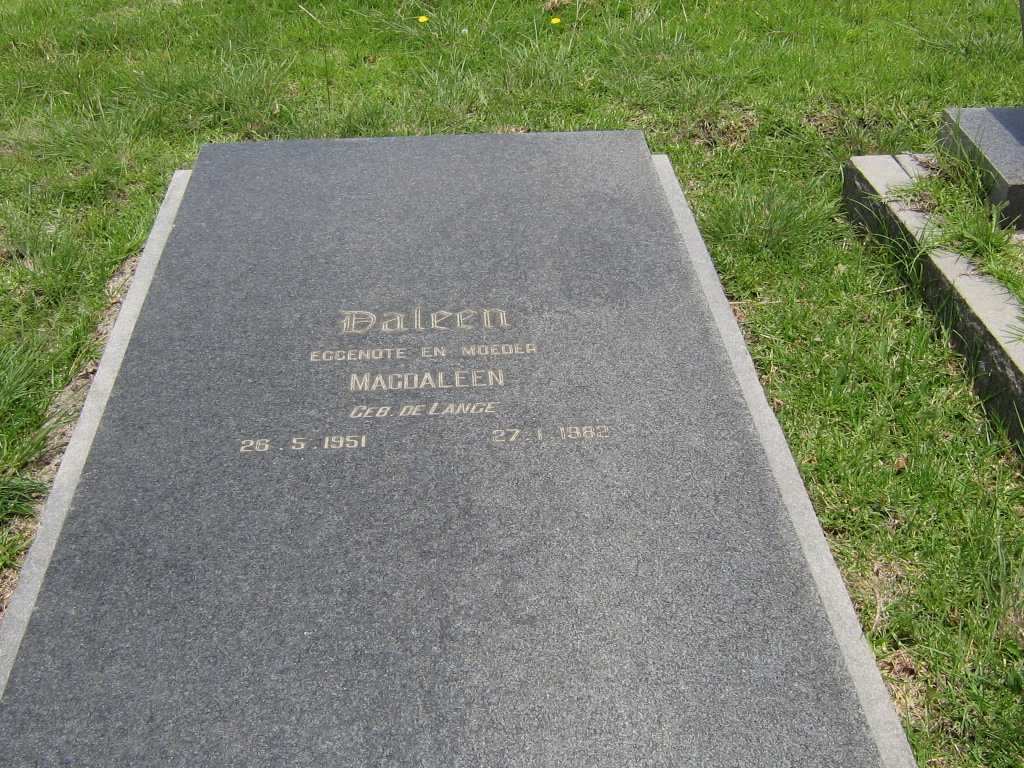 Daleen
EGGENOTE EN MOEDER
MAGDALEEN
GEB. DE LANGE
26 . 5 . 1951 27 . 1 . 1982